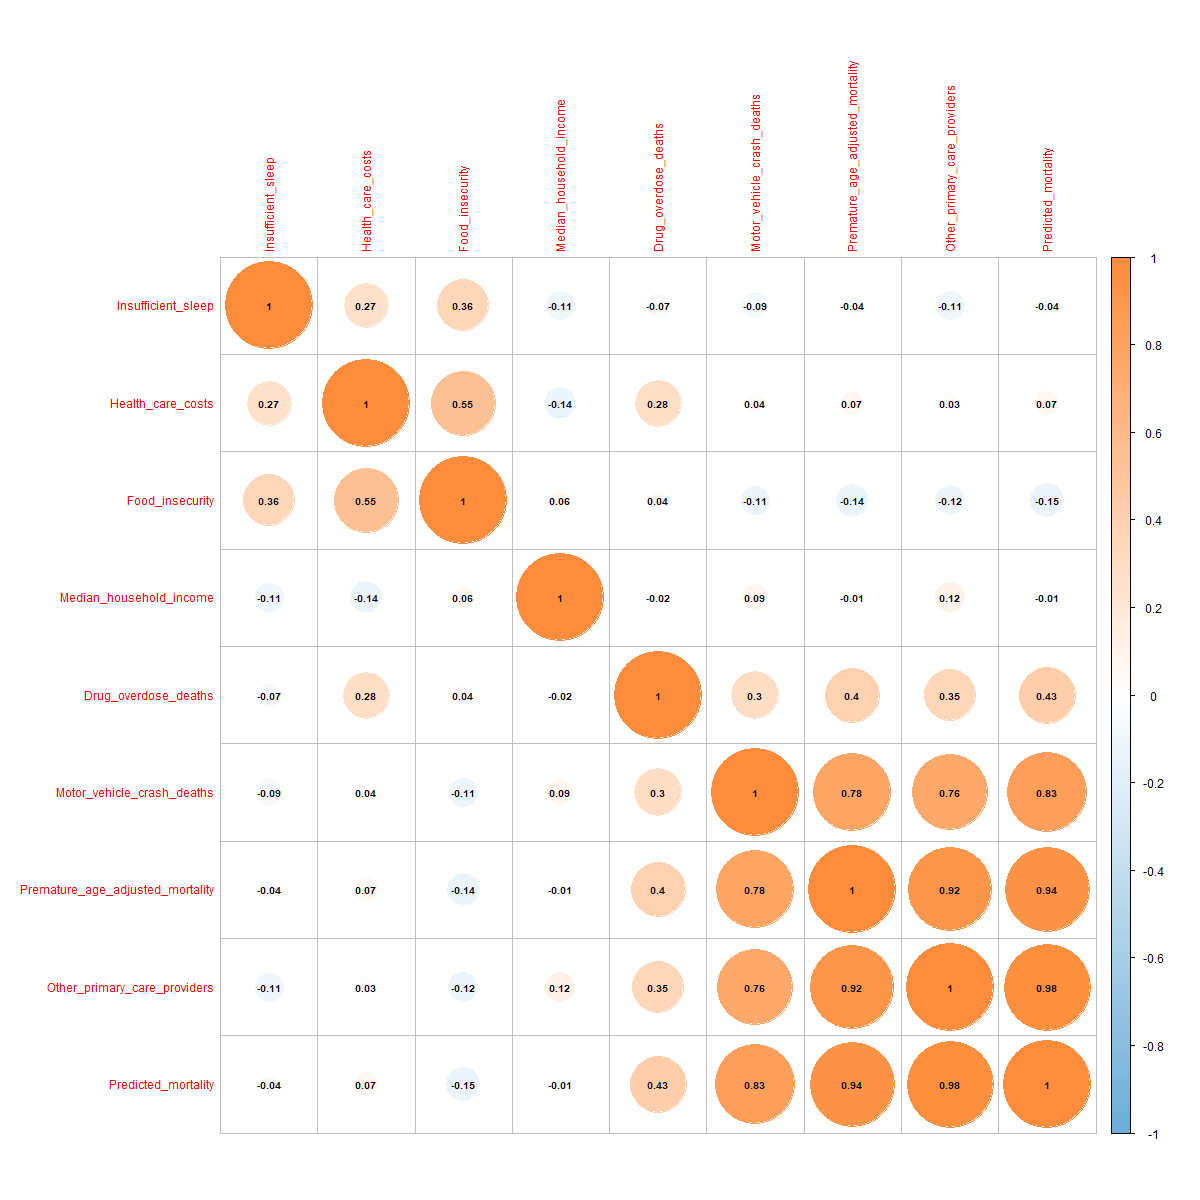 Insufficient_sleep
Health_care_costs
Food_insecurity
Median_household_income
Drug_overdose_deaths
Motor_vehicle_crash_deaths
Premature_age_adjusted_mortality
Other_primary_care_providers
Predicted_mortality
Insufficient_sleep 1 0.27 0.36 -0.11 -0.07 -0.09 -0.04 -0.11 -0.04
Health_care_costs 0.27 1 0.55 -0.14 0.28 0.04 0.07 0.03 0.07
Food_insecurity 0.36 0.55 1 0.06 0.04 -0.11 -0.14 -0.12 -0.15
Median_household_income -0.11 -0.14 0.06 1 -0.02 0.09 -0.01 0.12 -0.01
Drug_overdose_deaths -0.07 0.28 0.04 -0.02 1 0.3 0.4 0.35 0.43
Motor_vehicle_crash_deaths -0.09 0.04 -0.11 0.09 0.3 1 0.78 0.76 0.83
Premature_age_adjusted_mortality -0.04 0.07 -0.14 -0.01 0.4 0.78 1 0.92 0.94
Other_primary_care_providers -0.11 0.03 -0.12 0.12 0.35 0.76 0.92 1 0.98
Predicted_mortality -0.04 0.07 -0.15 -0.01 0.43 0.83 0.94 0.98 1
1
0.8
0.6
0.4
0.2
0
-0.2
-0.4
-0.6
-0.8
-1